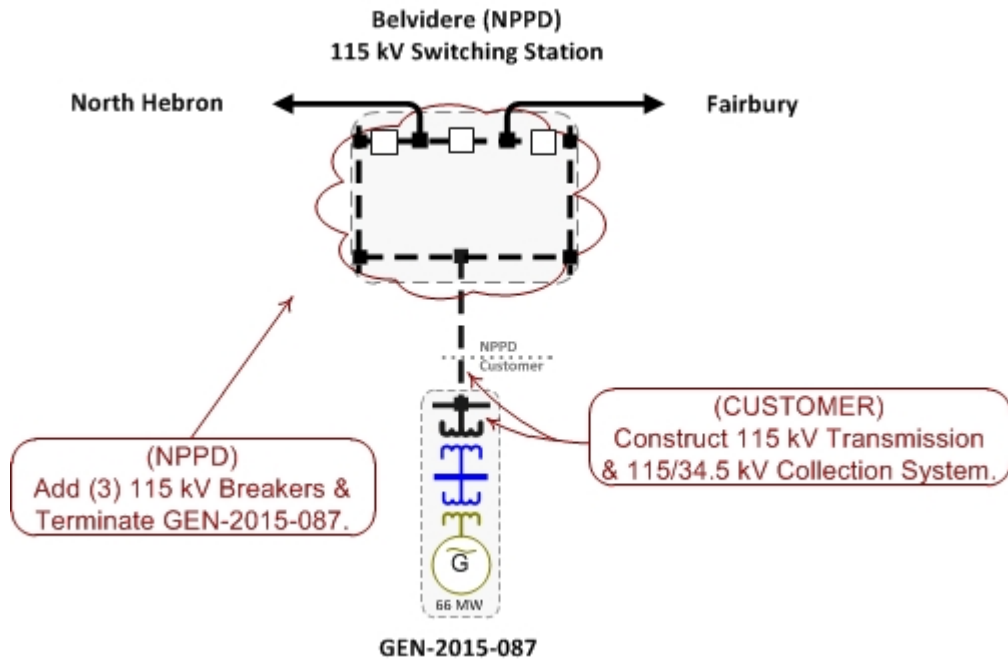 Belvidere (NPPD)
115 kV Switching Station
North Hebron
Fairbury
NPPD
Customer
(CUSTOMER)
Construct 115 kV Transmission
& 115/34.5 kV Collection System.
(NPPD)
Add (3) 115 kV Breakers &
Terminate GEN-2015-087.
G
66 MW
GEN-2015-087